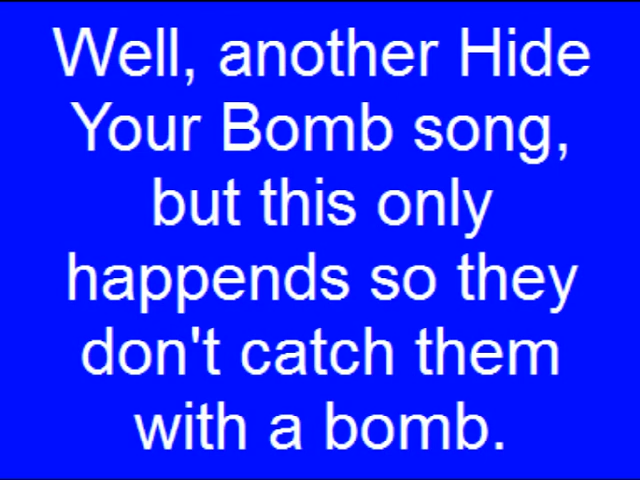 Well, another Hide
Your Bomb song,
but this only
happends so they
don't catch them
with a bomb.